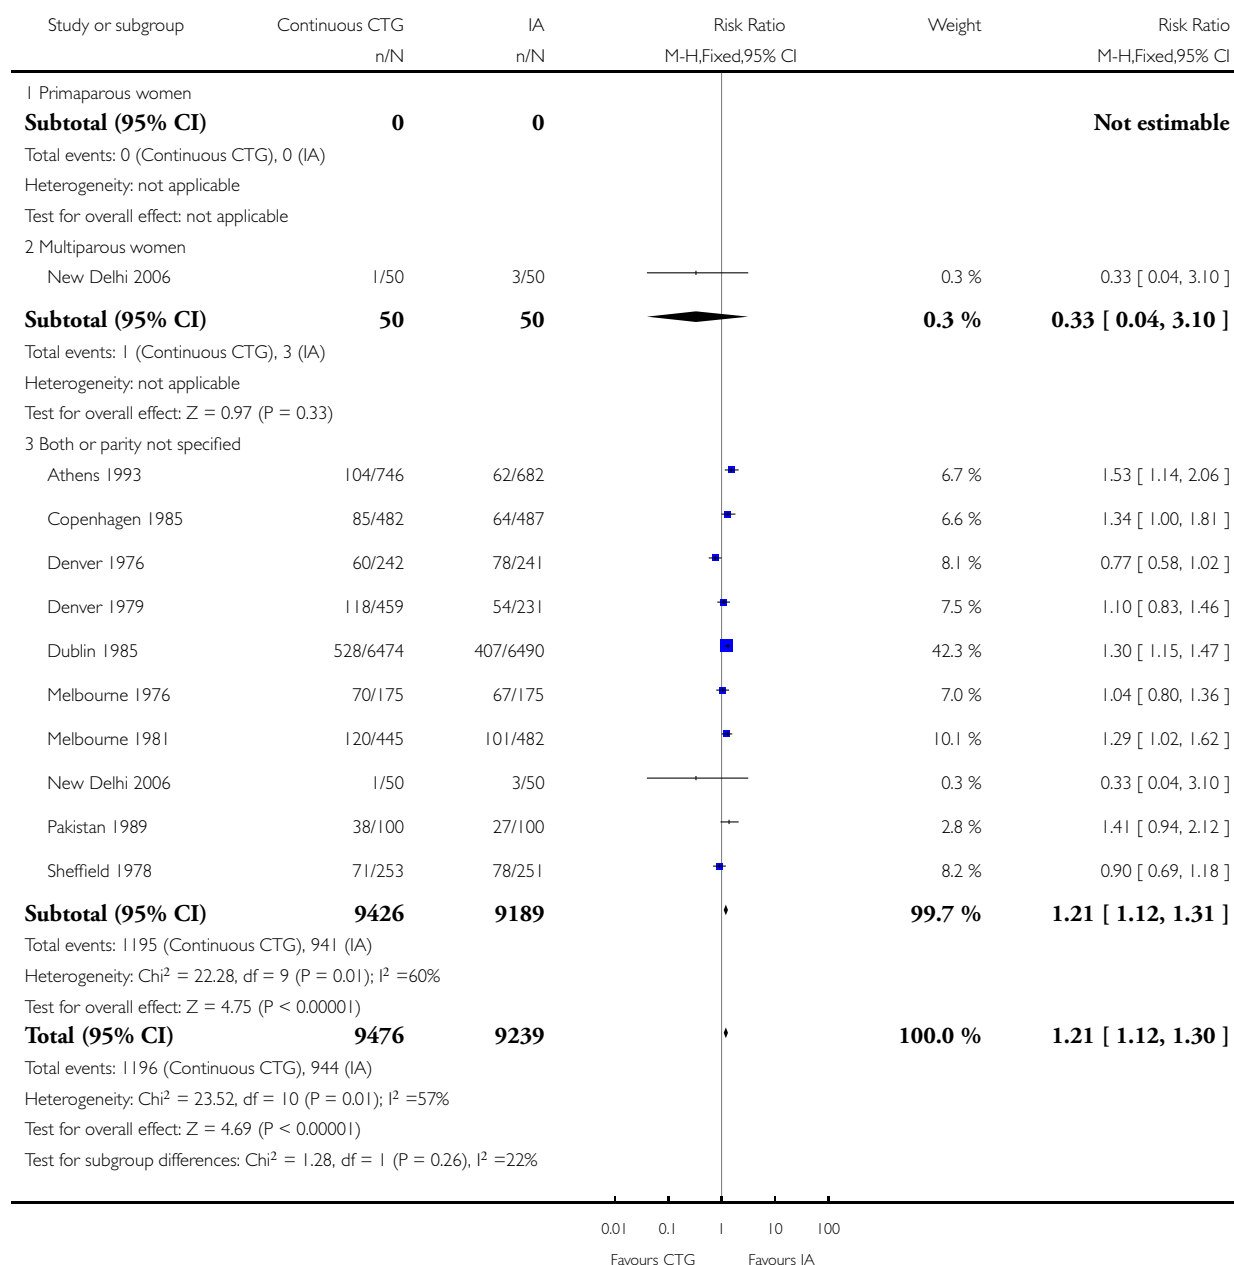 Study or subgroup Continuous CTG IA Risk Ratio Weight Risk Ratio
n/N n/N M-H,Fixed,95% CI M-H,Fixed,95% CI
1 Primaparous women
Subtotal (95% CI) 0 0 Not estimable
Total events: 0 (Continuous CTG), 0 (IA)
Heterogeneity: not applicable
Test for overall effect: not applicable
2 Multiparous women
New Delhi 2006 1/50 3/50 0.3 % 0.33 [ 0.04, 3.10 ]
Subtotal (95% CI) 50 50 0.3 % 0.33 [ 0.04, 3.10 ]
Total events: 1 (Continuous CTG), 3 (IA)
Heterogeneity: not applicable
Test for overall effect: Z = 0.97 (P = 0.33)
3 Both or parity not specified
Athens 1993 104/746 62/682 6.7 % 1.53 [ 1.14, 2.06 ]
Copenhagen 1985 85/482 64/487 6.6 % 1.34 [ 1.00, 1.81 ]
Denver 1976 60/242 78/241 8.1 % 0.77 [ 0.58, 1.02 ]
Denver 1979 118/459 54/231 7.5 % 1.10 [ 0.83, 1.46 ]
Dublin 1985 528/6474 407/6490 42.3 % 1.30 [ 1.15, 1.47 ]
Melbourne 1976 70/175 67/175 7.0 % 1.04 [ 0.80, 1.36 ]
Melbourne 1981 120/445 101/482 10.1 % 1.29 [ 1.02, 1.62 ]
New Delhi 2006 1/50 3/50 0.3 % 0.33 [ 0.04, 3.10 ]
Pakistan 1989 38/100 27/100 2.8 % 1.41 [ 0.94, 2.12 ]
Sheffield 1978 71/253 78/251 8.2 % 0.90 [ 0.69, 1.18 ]
Subtotal (95% CI) 9426 9189 99.7 % 1.21 [ 1.12, 1.31 ]
Total events: 1195 (Continuous CTG), 941 (IA)
Heterogeneity: Chi² = 22.28, df = 9 (P = 0.01); I² =60%
Test for overall effect: Z = 4.75 (P < 0.00001)
Total (95% CI) 9476 9239 100.0 % 1.21 [ 1.12, 1.30 ]
Total events: 1196 (Continuous CTG), 944 (IA)
Heterogeneity: Chi² = 23.52, df = 10 (P = 0.01); I² =57%
Test for overall effect: Z = 4.69 (P < 0.00001)
Test for subgroup differences: Chi² = 1.28, df = 1 (P = 0.26), I² =22%
0.01 0.1 1 10 100
Favours CTG Favours IA